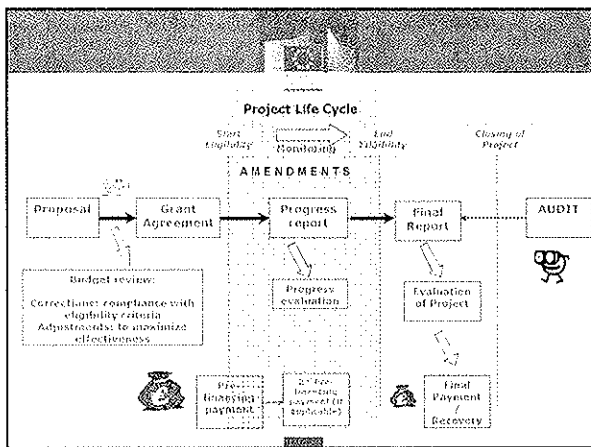 Project Life Cycle
Start
Eligibility
Monitoring
End
Eligibility
Closing of
Project
AMENDMENTS
Proposal
Grant
Agreement
Progress
report
Final
Report
AUDIT
Budget review:
Corrections: compliance with
eligibility criteria
Adjustments: to maximize
effectiveness
Progress
evaluation
Evaluation
of Project
Pre-
financing
payment
2nd Pre-
financing
payment (if
applicable)
Final
Payment
/
Recovery